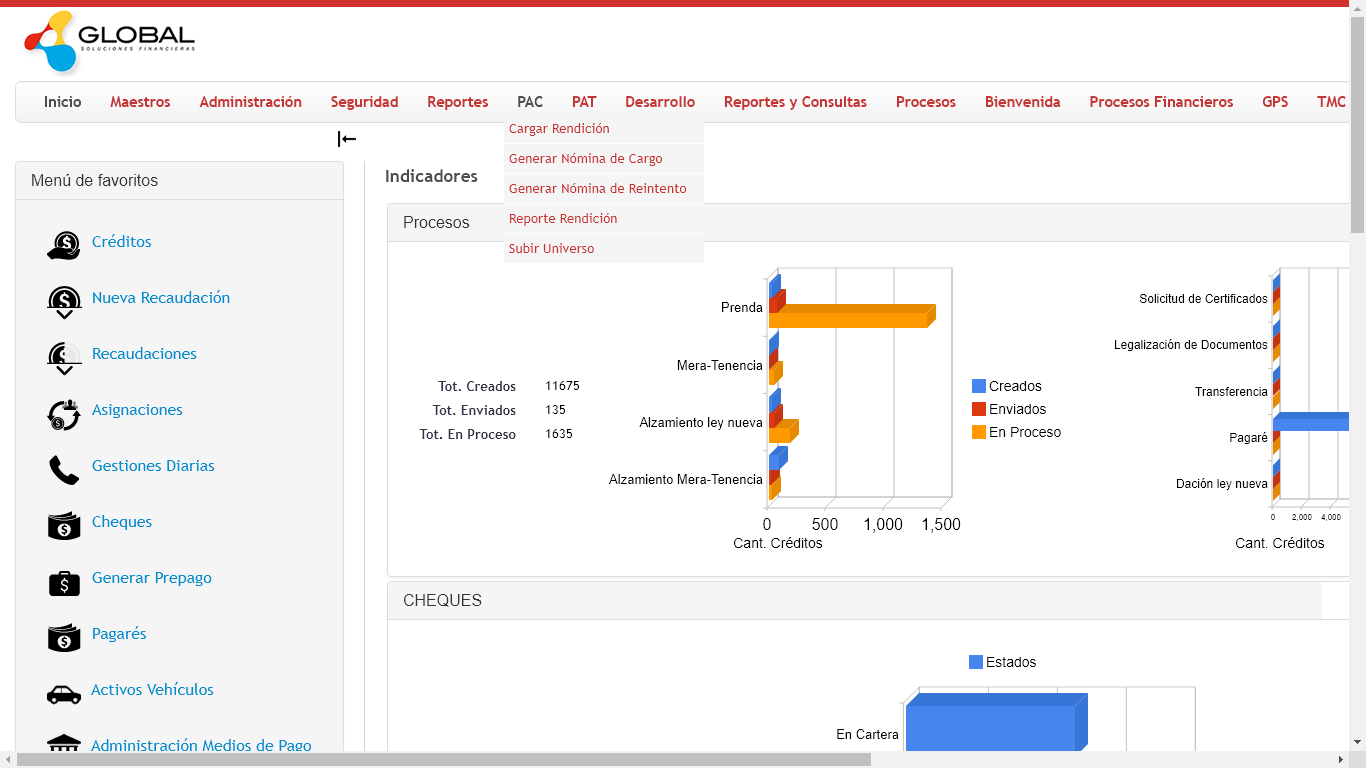 GLOBAL
SOLUCIONES FINANCIERAS
Inicio Maestros Administración Seguridad Reportes PAC PAT Desarrollo Reportes y Consultas Procesos Bienvenida Procesos Financieros GPS TMC
Cargar Rendición
Generar Nómina de Cargo
Generar Nómina de Reintento
Reporte Rendición
Subir Universo
Menú de favoritos
Créditos
Nueva Recaudación
Recaudaciones
Asignaciones
Gestiones Diarias
Cheques
Generar Prepago
Pagarés
Activos Vehículos
Administración Medios de Pago
Indicadores
Procesos
Tot. Creados 11675
Tot. Enviados 135
Tot. En Proceso 1635
Prenda
Mera-Tenencia
Alzamiento ley nueva
Alzamiento Mera-Tenencia
0 500 1,000 1,500
Cant. Créditos
Creados
Enviados
En Proceso
Solicitud de Certificados
Legalización de Documentos
Transferencia
Pagaré
Dación ley nueva
0 2,000 4,000
Cant. Créditos
CHEQUES
Estados
En Cartera